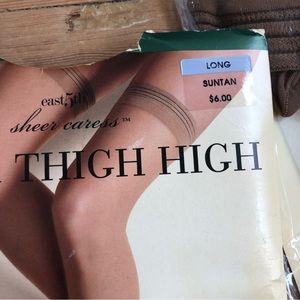 LONG
SUNTAN
$6.00
east5th
sheer caress™
THIGH HIGH